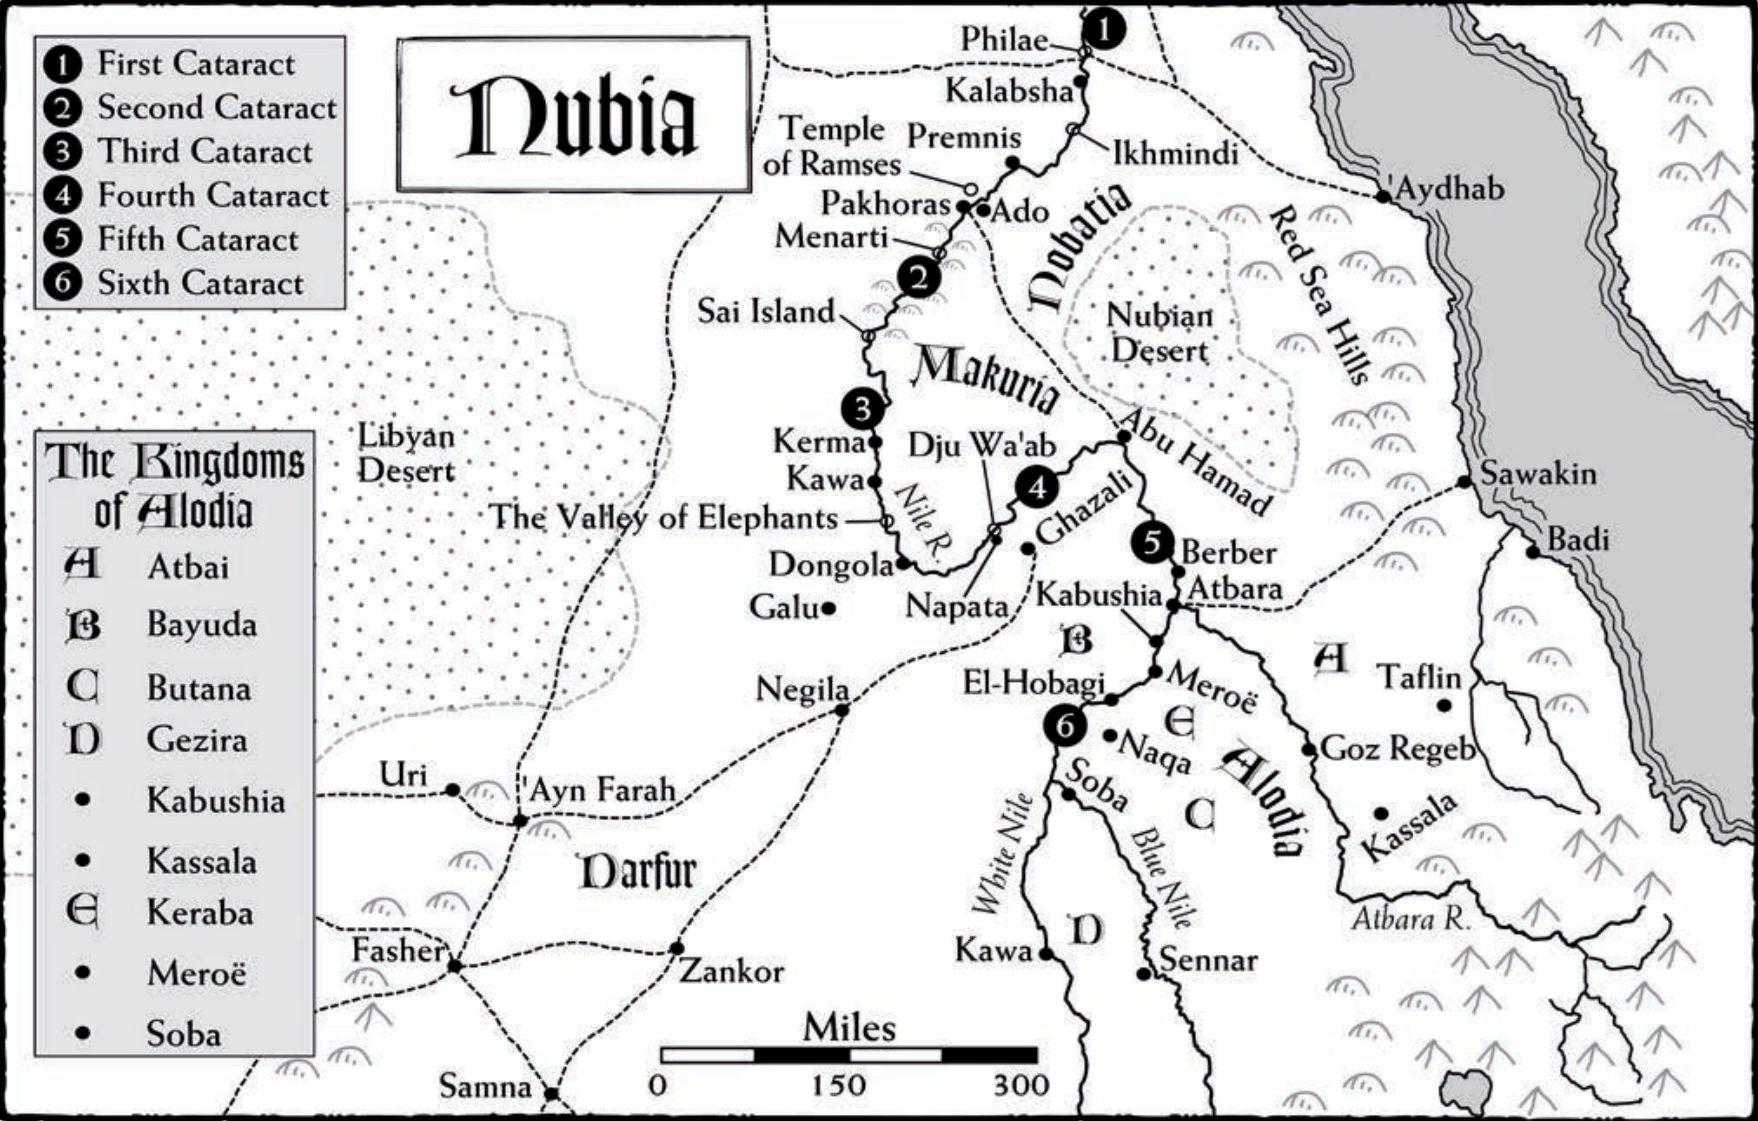 1 First Cataract
2 Second Cataract
3 Third Cataract
4 Fourth Cataract
5 Fifth Cataract
6 Sixth Cataract
Nubia
1
Philae
Kalabsha
Temple
of Ramses
Premnis
Ikhmindi
Pakhoras
Ado
'Aydhab
Menarti
Nobatia
Red Sea Hills
2
Sai Island
Nubian
Desert
Makuria
3
Libyan
Desert
Kerma
Dju Wa'ab
Abu Hamad
Kawa
4
Nile R.
Ghazali
Sawakin
The Valley of Elephants
5
Berber
Badi
Dongola
Galu
Napata
Kabushia
Atbara
B
A
Taflin
El-Hobagi
Meroë
Negila
6
E
Naqa
Goz Regeb
Alodia
Uri
'Ayn Farah
Soba
C
Kassala
White Nile
Blue Nile
Darfur
D
Atbara R.
Fasher
Zankor
Kawa
Sennar
Samna
Miles
0 150 300
The Kingdoms
of Alodia
A Atbai
B Bayuda
C Butana
D Gezira
Kabushia
Kassala
E Keraba
Meroë
Soba